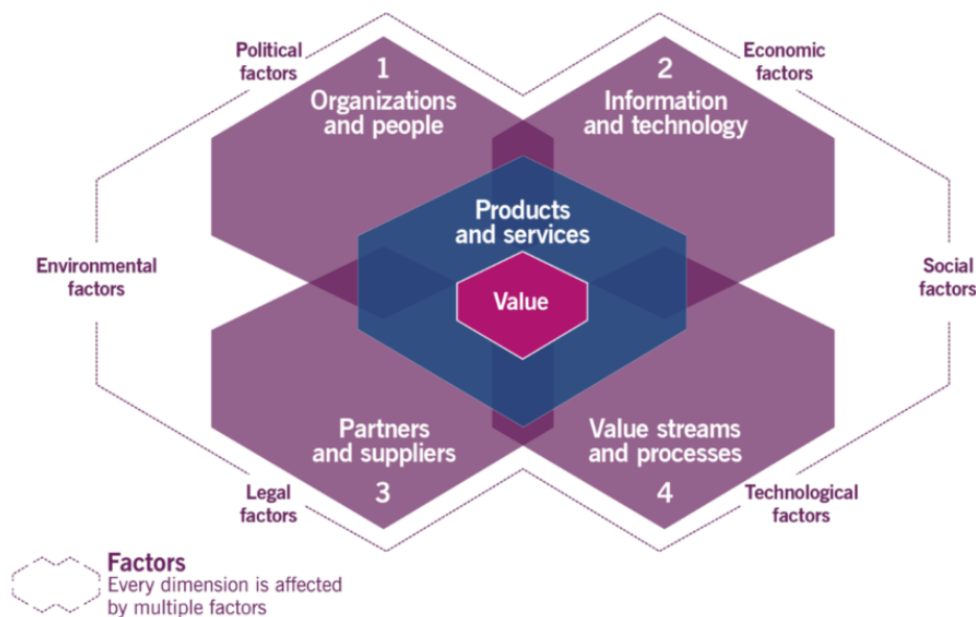 Political
factors
1
Organizations
and people
2
Information
and technology
Economic
factors
Products
and services
Environmental
factors
Value
Social
factors
Partners
and suppliers
3
Value streams
and processes
4
Legal
factors
Technological
factors
Factors
Every dimension is affected
by multiple factors